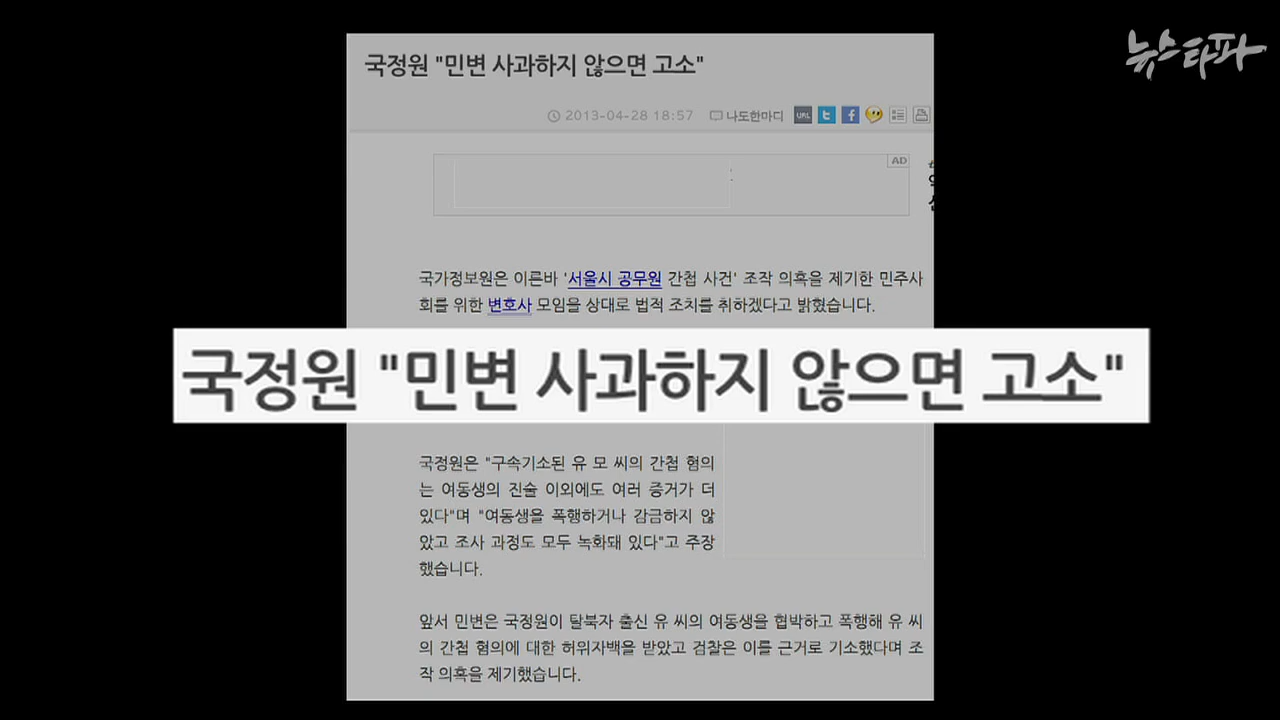 뉴스타파
국정원 "민변 사과하지 않으면 고소"
2013-04-28 18:57 나도한마디 URL
AD
국가정보원은 이른바 '서울시 공무원 간첩 사건' 조작 의혹을 제기한 민주사
회를 위한 변호사 모임을 상대로 법적 조치를 취하겠다고 밝혔습니다.
국정원 "민변 사과하지 않으면 고소"
국정원은 "구속기소된 유 모 씨의 간첩 혐의
는 여동생의 진술 이외에도 여러 증거가 더
있다"며 "여동생을 폭행하거나 감금하지 않
았고 조사 과정도 모두 녹화돼 있다"고 주장
했습니다.
앞서 민변은 국정원이 탈북자 출신 유 씨의 여동생을 협박하고 폭행해 유 씨
의 간첩 혐의에 대한 허위자백을 받았고 검찰은 이를 근거로 기소했다며 조
작 의혹을 제기했습니다.